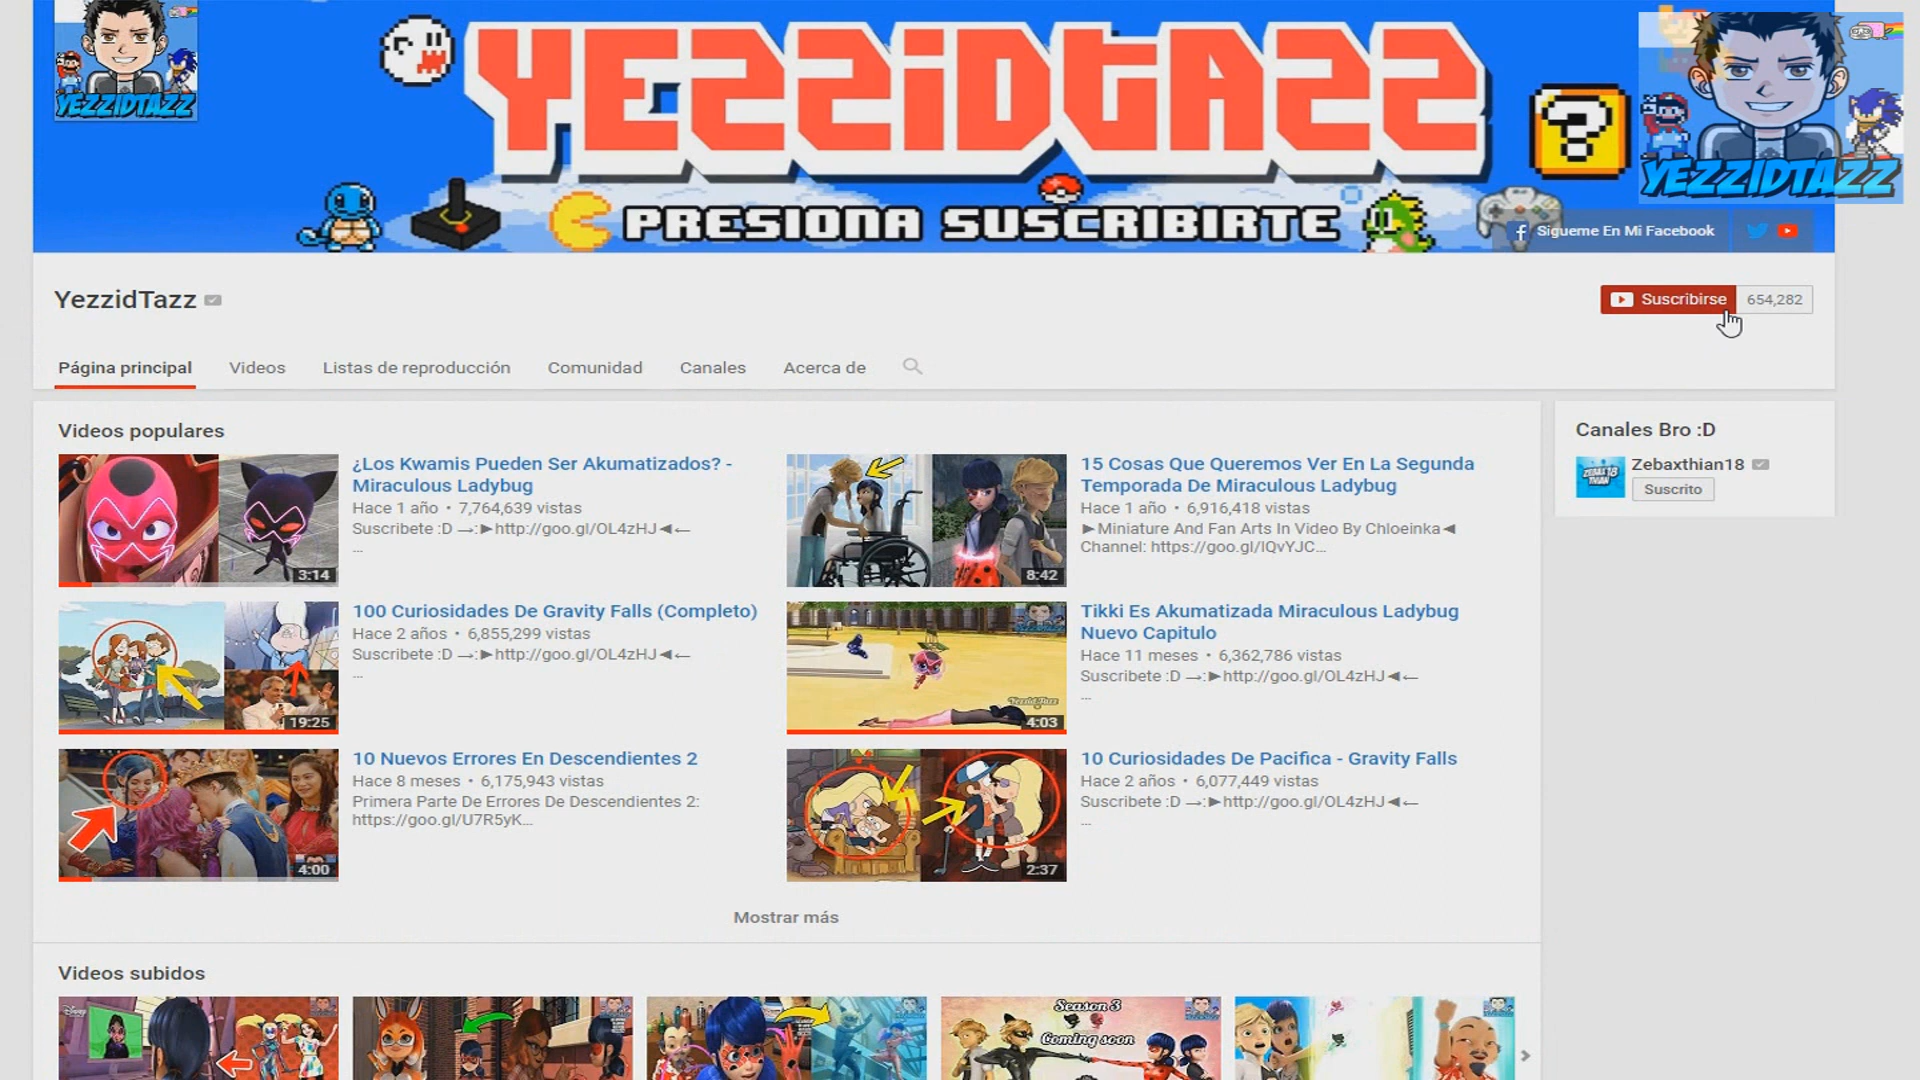 YEZZIDTAZZ
YEZZiDTAZZ
YEZZIDTAZZ
PRESIONA SUSCRIBIRTE
Sigueme En Mi Facebook
YezzidTazz
Suscribirse 654,282
Página principal Videos Listas de reproducción Comunidad Canales Acerca de
Videos populares
¿Los Kwamis Pueden Ser Akumatizados? -
Miraculous Ladybug
Hace 1 año • 7,764,639 vistas
Suscribete :D →:►http://goo.gl/OL4zHJ◄←
...
3:14
15 Cosas Que Queremos Ver En La Segunda
Temporada De Miraculous Ladybug
Hace 1 año • 6,916,418 vistas
►Miniature And Fan Arts In Video By Chloeinka◄
Channel: https://goo.gl/IQvYJC...
8:42
100 Curiosidades De Gravity Falls (Completo)
Hace 2 años • 6,855,299 vistas
Suscribete :D →:►http://goo.gl/OL4zHJ◄←
...
19:25
Tikki Es Akumatizada Miraculous Ladybug
Nuevo Capitulo
Hace 11 meses • 6,362,786 vistas
Suscribete :D →:►http://goo.gl/OL4zHJ◄←
...
YezzidTazz
4:03
10 Nuevos Errores En Descendientes 2
Hace 8 meses • 6,175,943 vistas
Primera Parte De Errores De Descendientes 2:
https://goo.gl/U7R5yK...
4:00
10 Curiosidades De Pacifica - Gravity Falls
Hace 2 años • 6,077,449 vistas
Suscribete :D →:►http://goo.gl/OL4zHJ◄←
...
2:37
Mostrar más
Canales Bro :D
Zebaxthian18
Suscrito
Videos subidos
Season 3
Coming soon